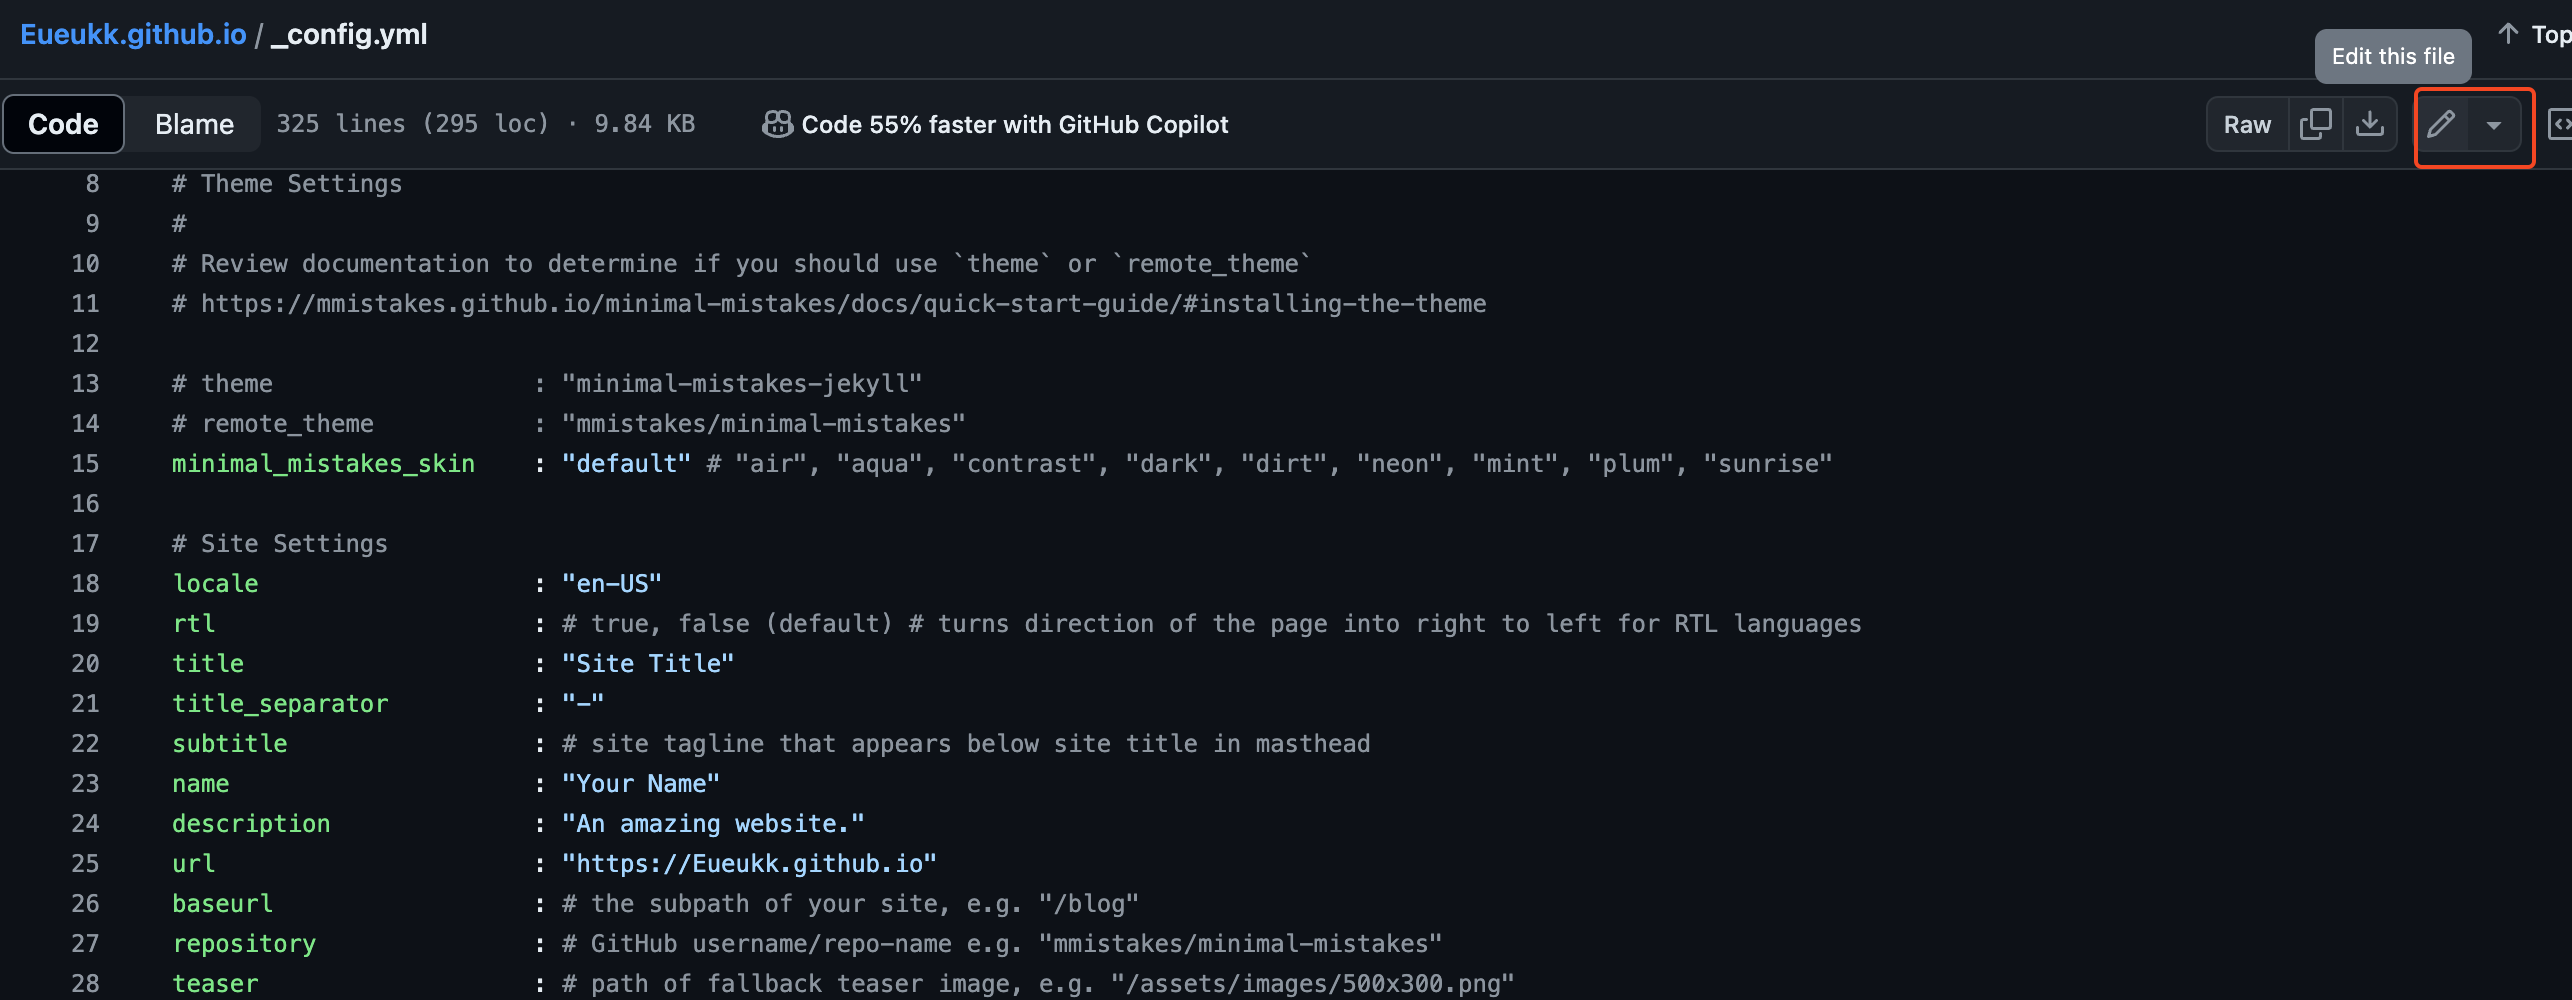 Eueukk.github.io / _config.yml
Top
Edit this file
Code Blame 325 lines (295 loc) · 9.84 KB Code 55% faster with GitHub Copilot Raw
8 # Theme Settings
9 #
10 # Review documentation to determine if you should use `theme` or `remote_theme`
11 # https://mmistakes.github.io/minimal-mistakes/docs/quick-start-guide/#installing-the-theme
12
13 # theme : "minimal-mistakes-jekyll"
14 # remote_theme : "mmistakes/minimal-mistakes"
15 minimal_mistakes_skin : "default" # "air", "aqua", "contrast", "dark", "dirt", "neon", "mint", "plum", "sunrise"
16
17 # Site Settings
18 locale : "en-US"
19 rtl : # true, false (default) # turns direction of the page into right to left for RTL languages
20 title : "Site Title"
21 title_separator : "-"
22 subtitle : # site tagline that appears below site title in masthead
23 name : "Your Name"
24 description : "An amazing website."
25 url : "https://Eueukk.github.io"
26 baseurl : # the subpath of your site, e.g. "/blog"
27 repository : # GitHub username/repo-name e.g. "mmistakes/minimal-mistakes"
28 teaser : # path of fallback teaser image, e.g. "/assets/images/500x300.png"